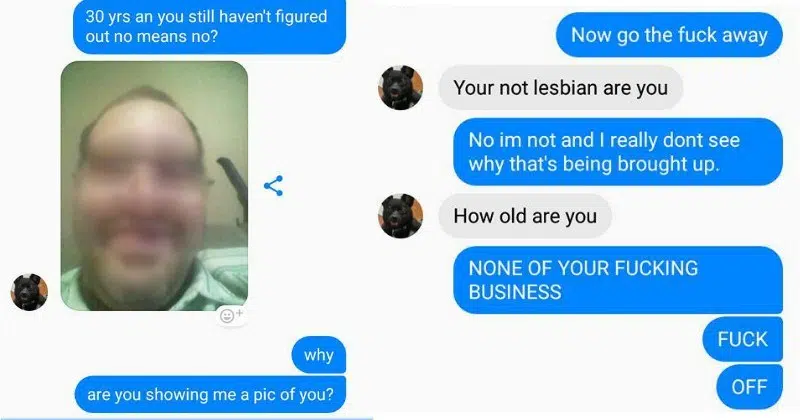 30 yrs an you still haven't figured
out no means no?
why
are you showing me a pic of you?
Now go the fuck away
Your not lesbian are you
No im not and I really dont see
why that's being brought up.
How old are you
NONE OF YOUR FUCKING
BUSINESS
FUCK
OFF